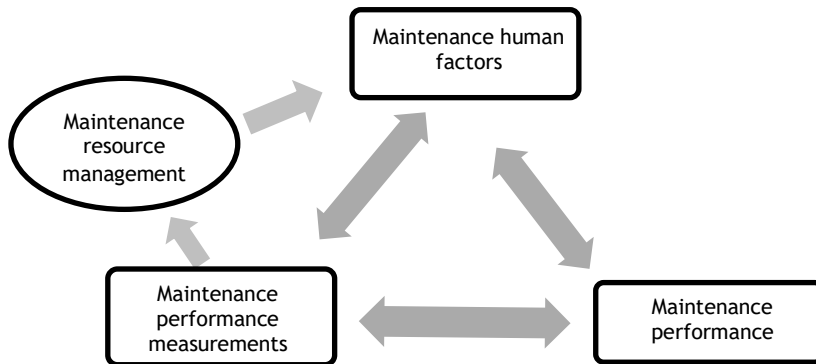 Maintenance human
factors
Maintenance
resource
management
Maintenance
performance
measurements
Maintenance
performance